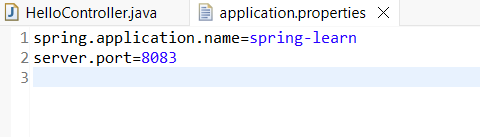 HelloController.java application.properties
1 spring.application.name=spring-learn
2 server.port=8083
3